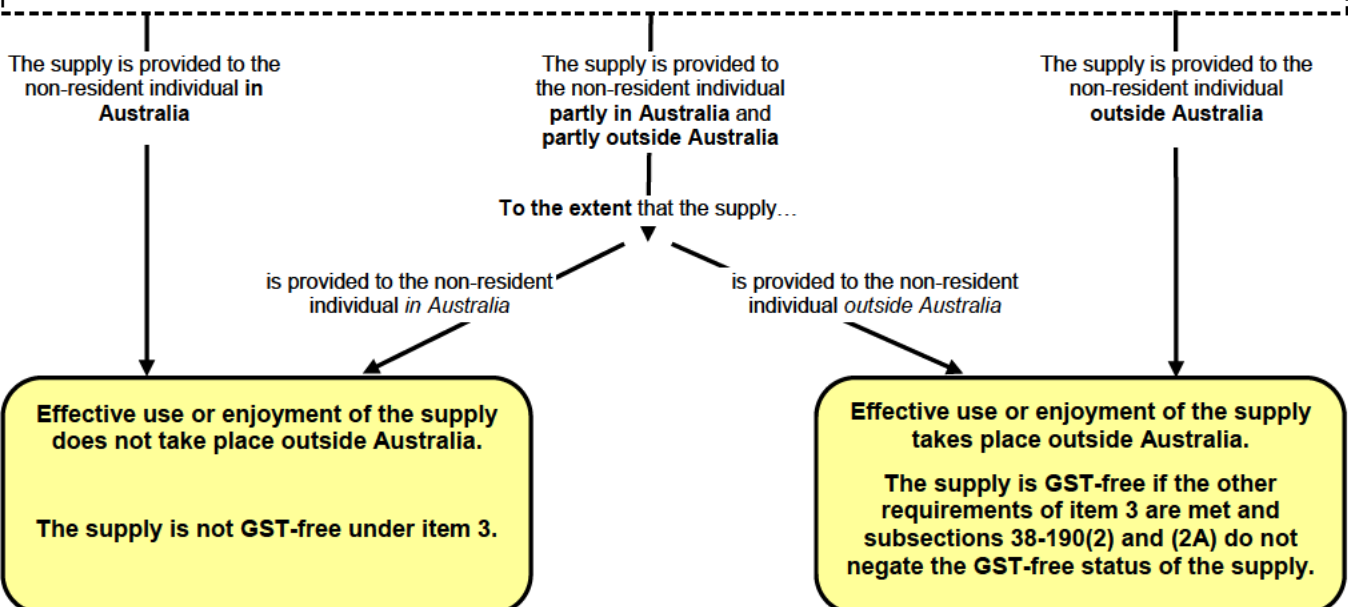 The supply is provided to the
non-resident individual in
Australia
The supply is provided to
the non-resident individual
partly in Australia and
partly outside Australia
The supply is provided to the
non-resident individual
outside Australia
To the extent that the supply…
is provided to the non-resident
individual in Australia
is provided to the non-resident
individual outside Australia
Effective use or enjoyment of the supply
does not take place outside Australia.
The supply is not GST-free under item 3.
Effective use or enjoyment of the supply
takes place outside Australia.
The supply is GST-free if the other
requirements of item 3 are met and
subsections 38-190(2) and (2A) do not
negate the GST-free status of the supply.